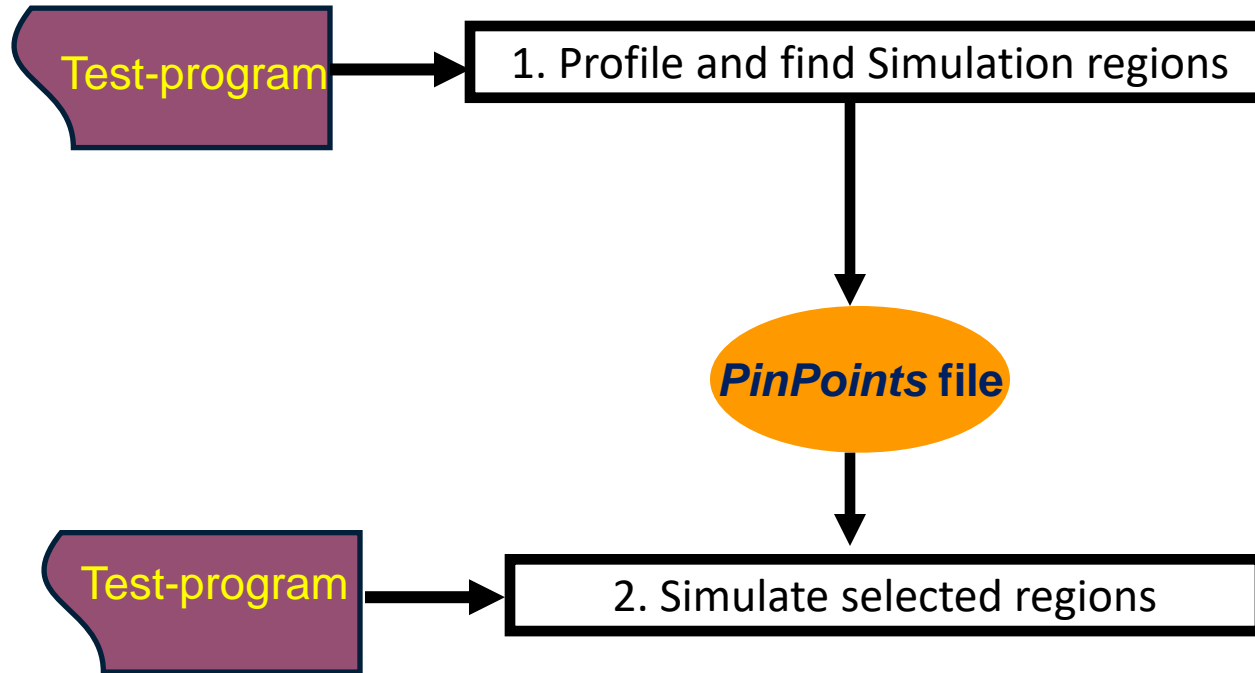 Test-program
1. Profile and find Simulation regions
PinPoints file
Test-program
2. Simulate selected regions